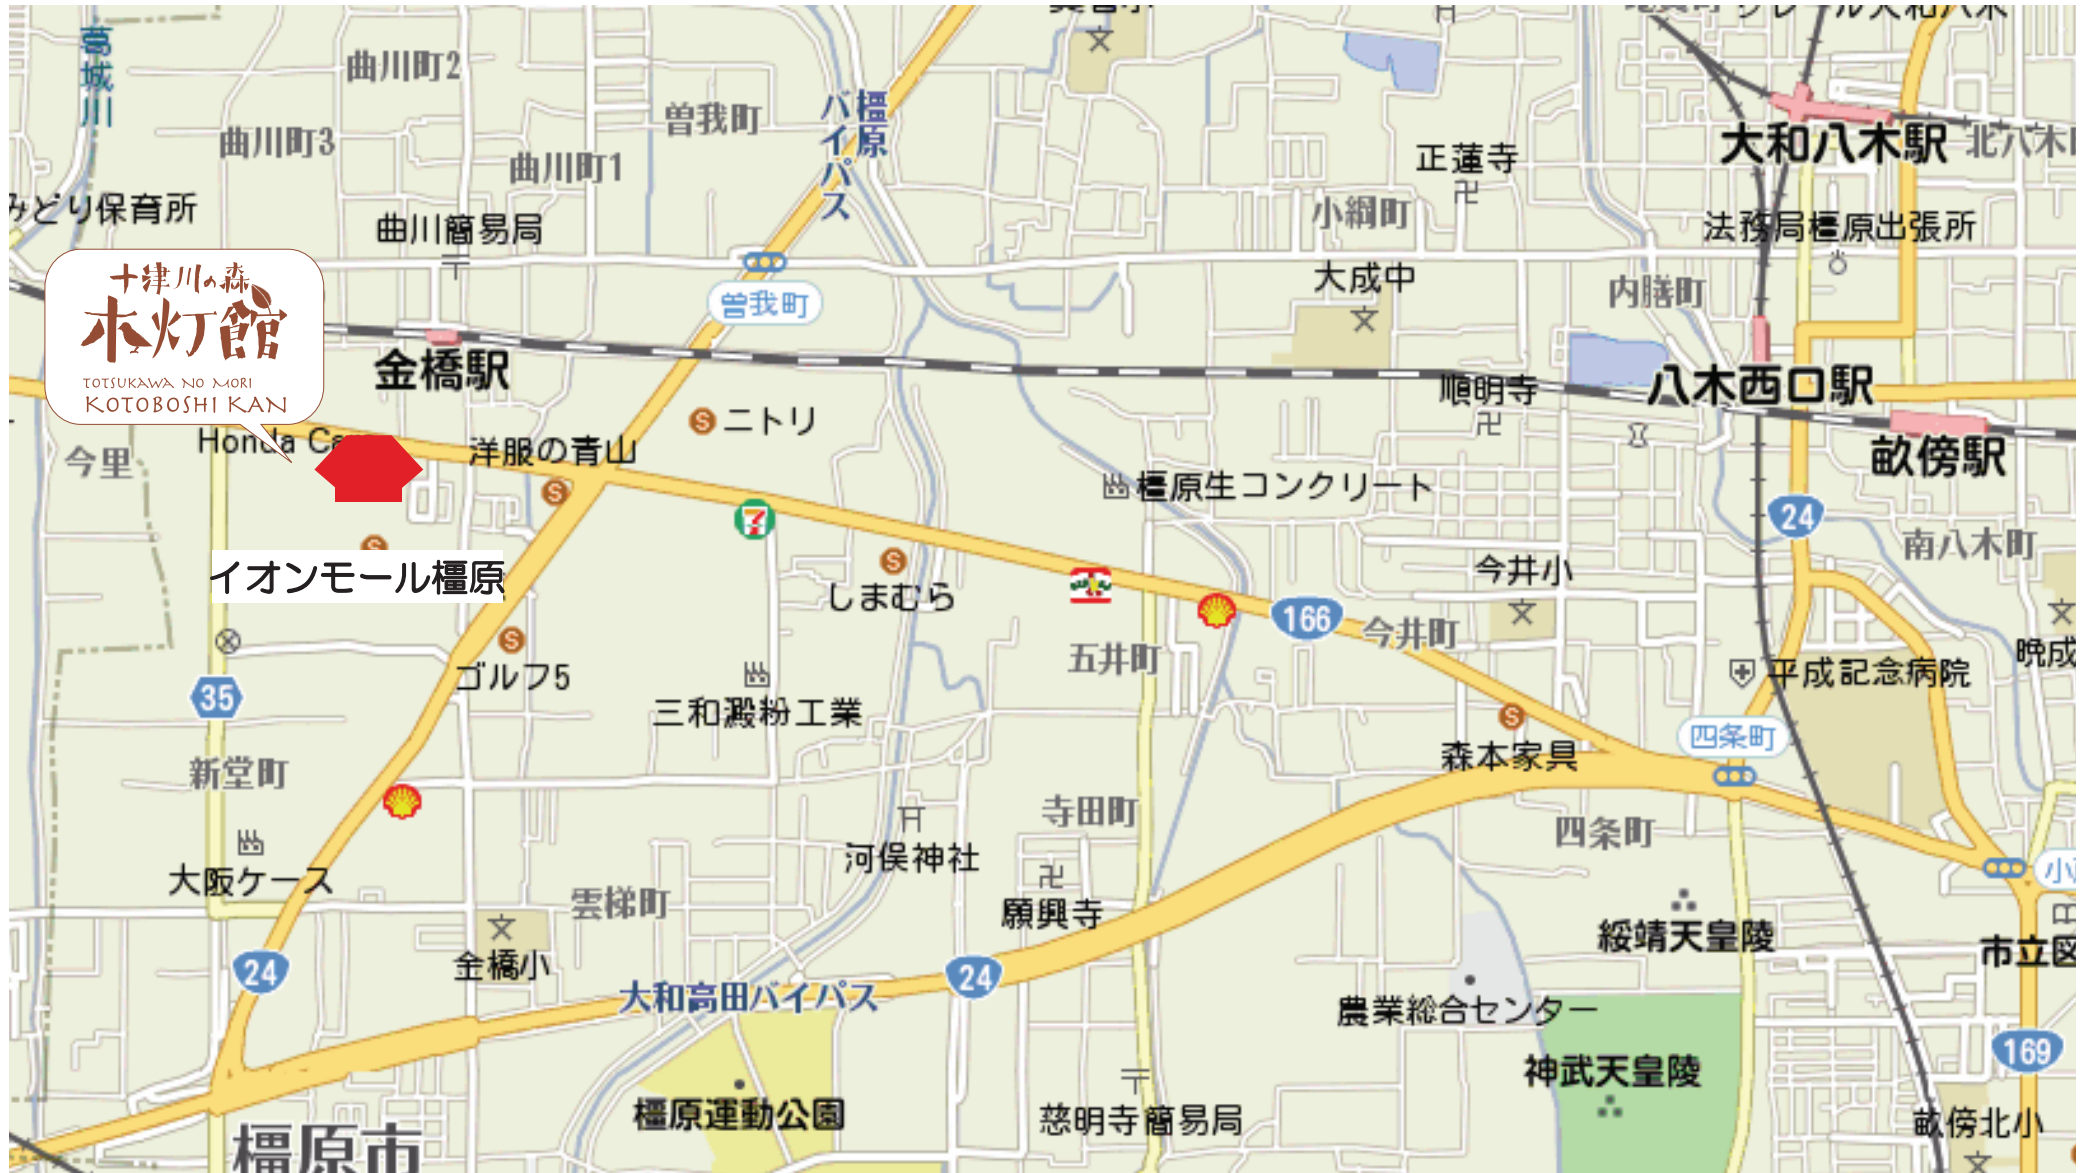 葛城川
曲川町2
曽我町
橿原
バイパス
曲川町3
曲川町1
正蓮寺
大和八木駅
みどり保育所
曲川簡易局
小綱町
法務局橿原出張所
十津川の森
木灯館
TOTSUKAWA NO MORI
KOTOBOSHI KAN
曽我町
大成中
内膳町
金橋駅
順明寺
八木西口駅
ニトリ
Honda Ca
洋服の青山
今里
畝傍駅
橿原生コンクリート
24
南八木町
イオンモール橿原
しまむら
今井小
166
今井町
五井町
ゴルフ5
平成記念病院
晩成
35
三和澱粉工業
四条町
森本家具
新堂町
寺田町
四条町
河俣神社
大阪ケース
雲梯町
願興寺
綏靖天皇陵
金橋小
24
大和高田バイパス
24
市立図
農業総合センター
169
神武天皇陵
橿原運動公園
慈明寺簡易局
畝傍北小
橿原市